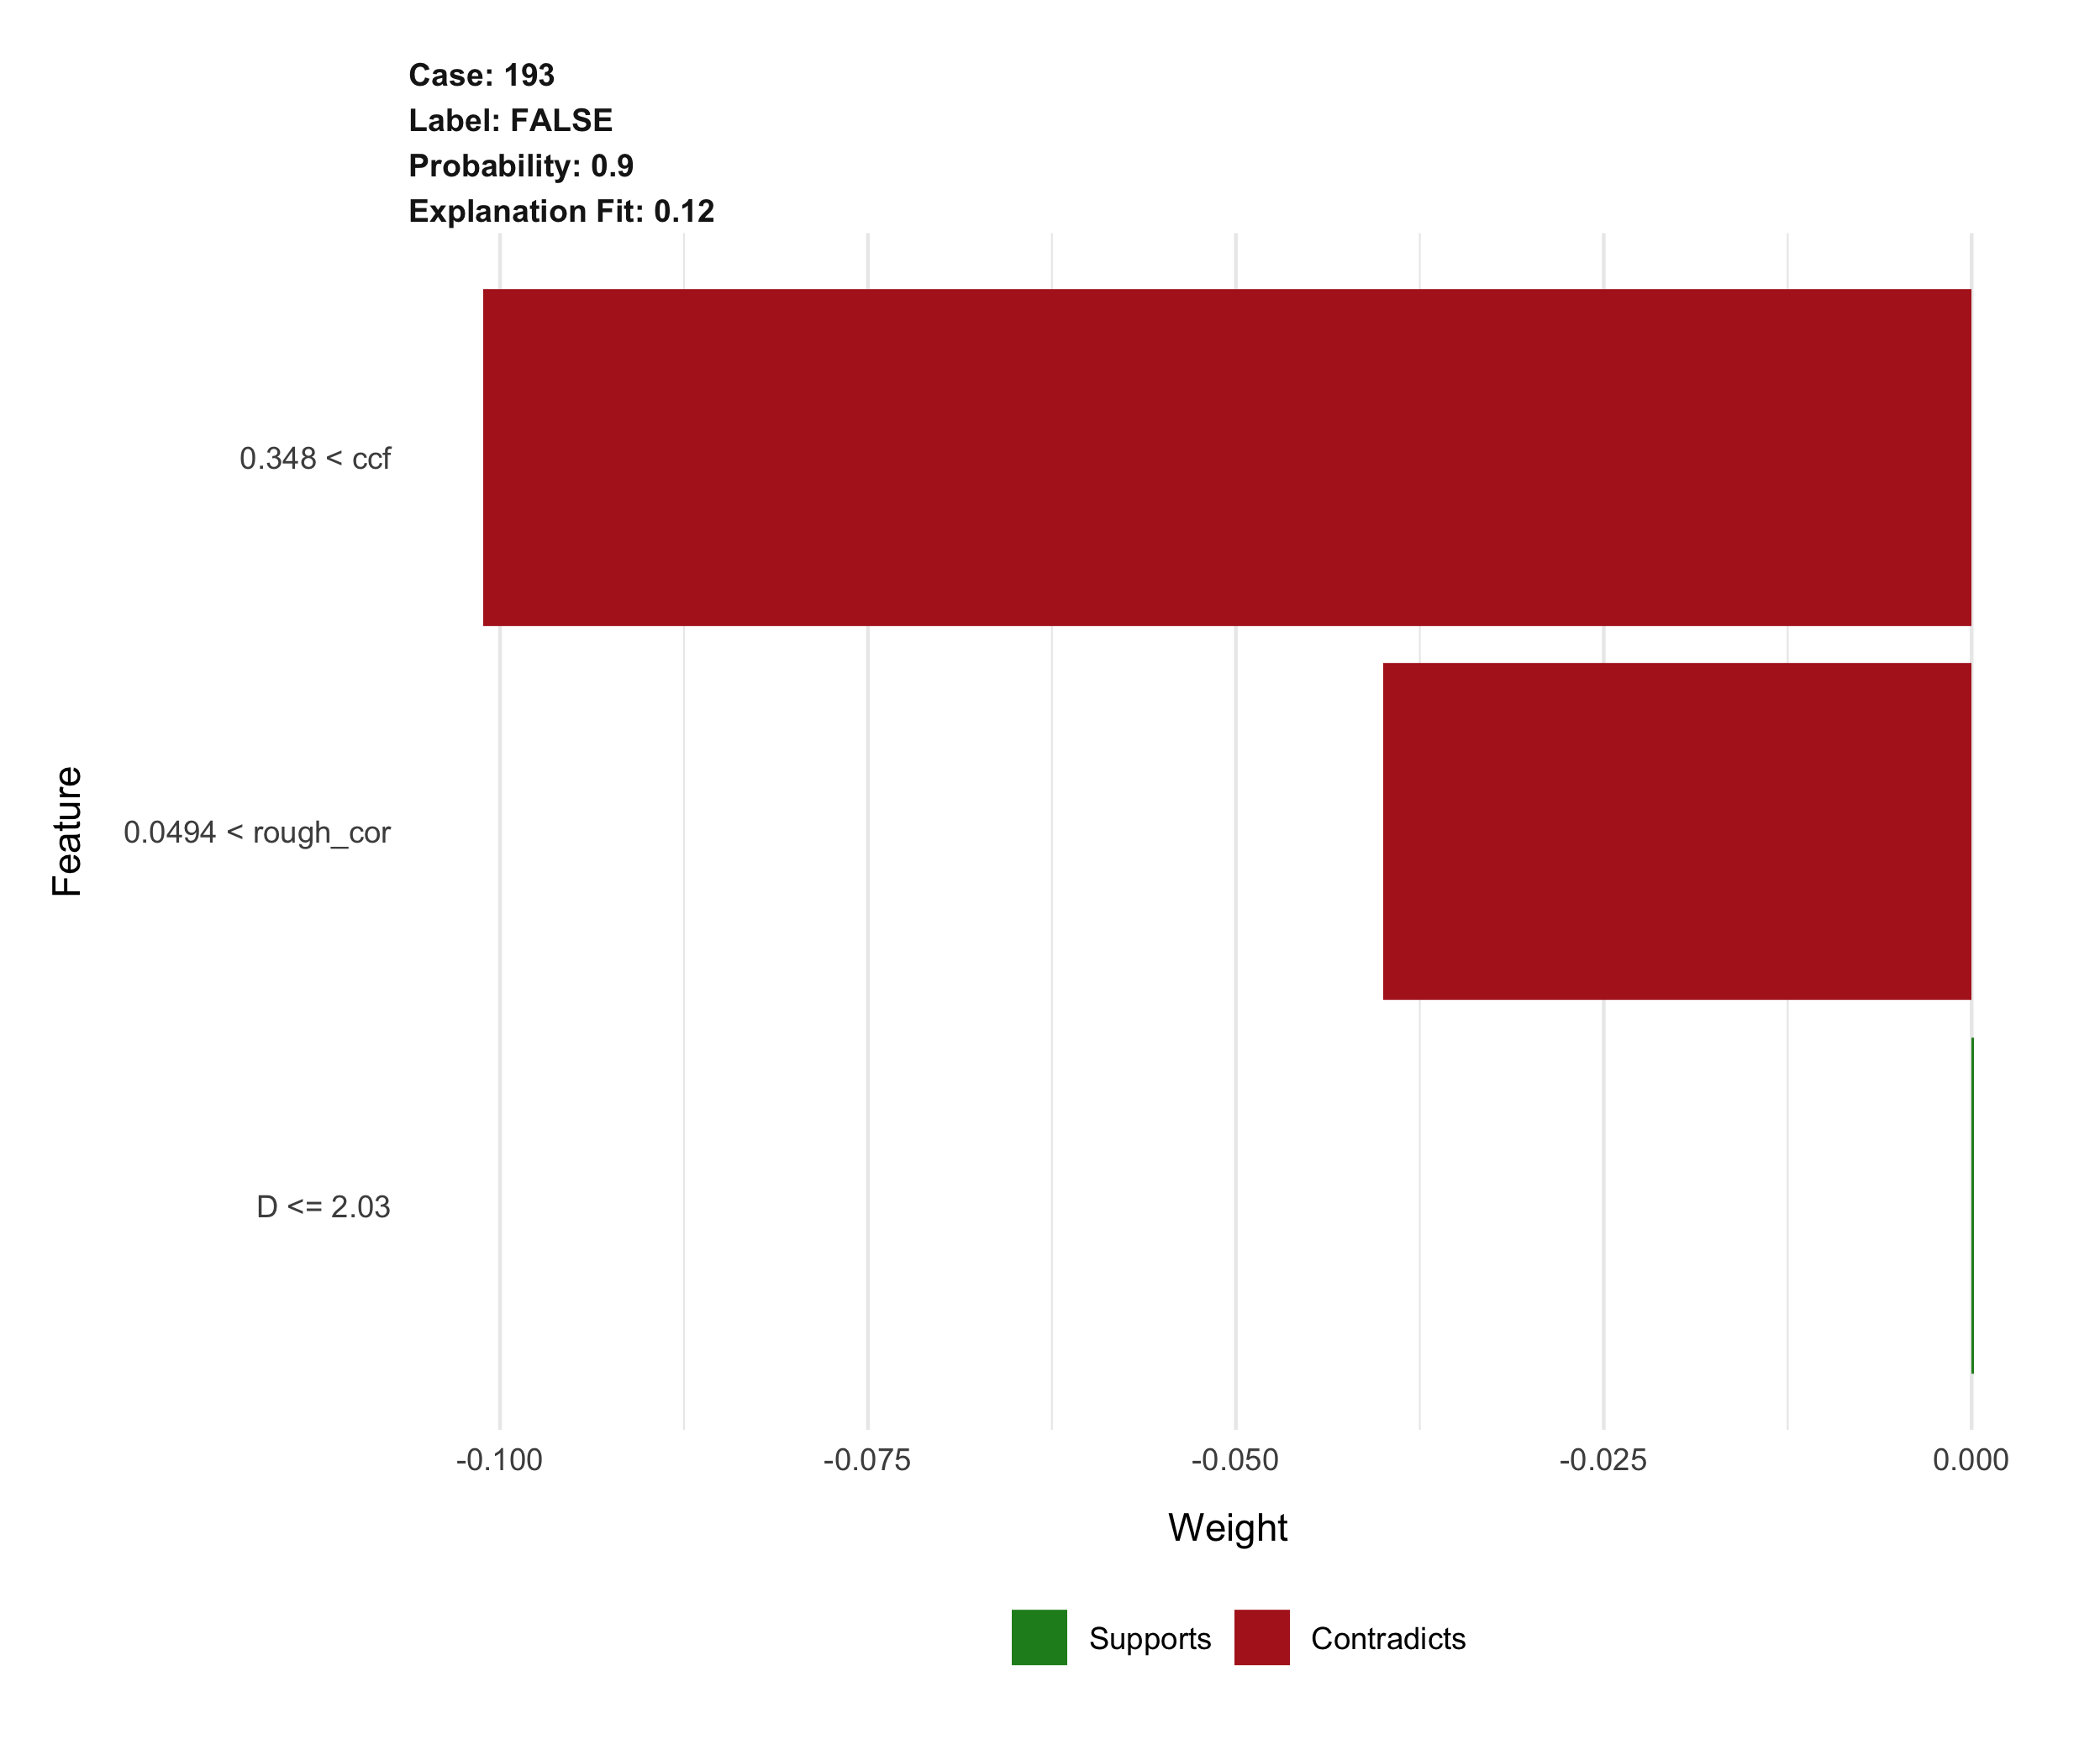 Case: 193
Label: FALSE
Probability: 0.9
Explanation Fit: 0.12
0.348 < ccf
0.0494 < rough_cor
D <= 2.03
Feature
-0.100 -0.075 -0.050 -0.025 0.000
Weight
Supports Contradicts